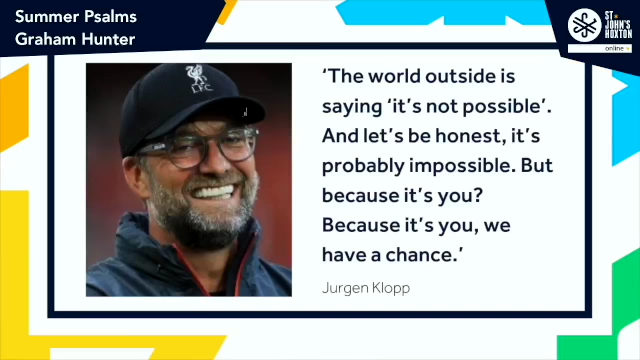 Summer Psalms
Graham Hunter
ST
JOHN'S
HOXTON
online
L.F.C.
‘The world outside is
saying ‘it’s not possible’.
And let’s be honest, it’s
probably impossible. But
because it’s you?
Because it’s you, we
have a chance.’
Jurgen Klopp